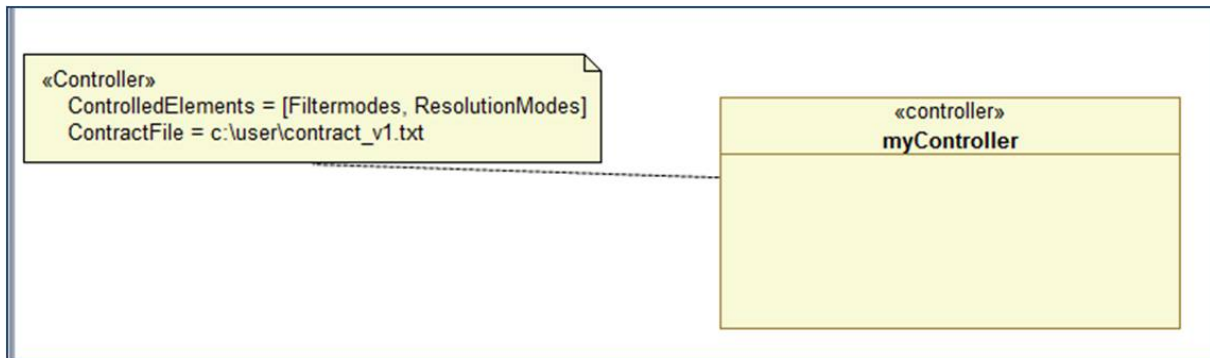 «Controller»
ControlledElements = [Filtermodes, ResolutionModes]
ContractFile = c:\user\contract_v1.txt
«controller»
myController